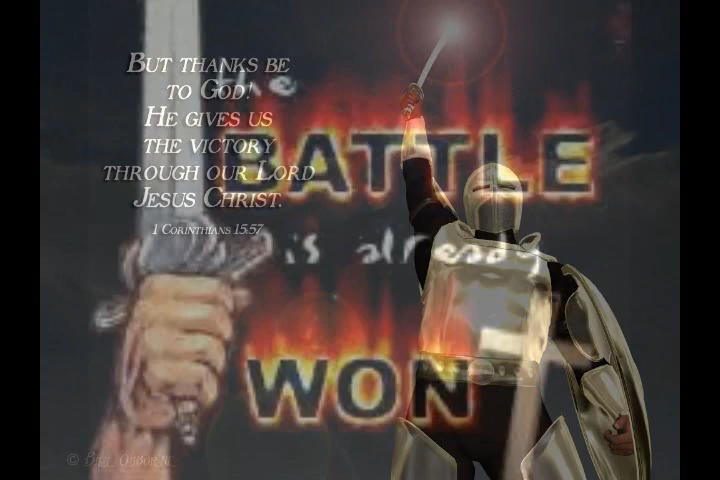 But thanks be
to God!
He gives us
the victory
through our Lord
Jesus Christ.
1 Corinthians 15:57
the
BATTLE
is already
WON